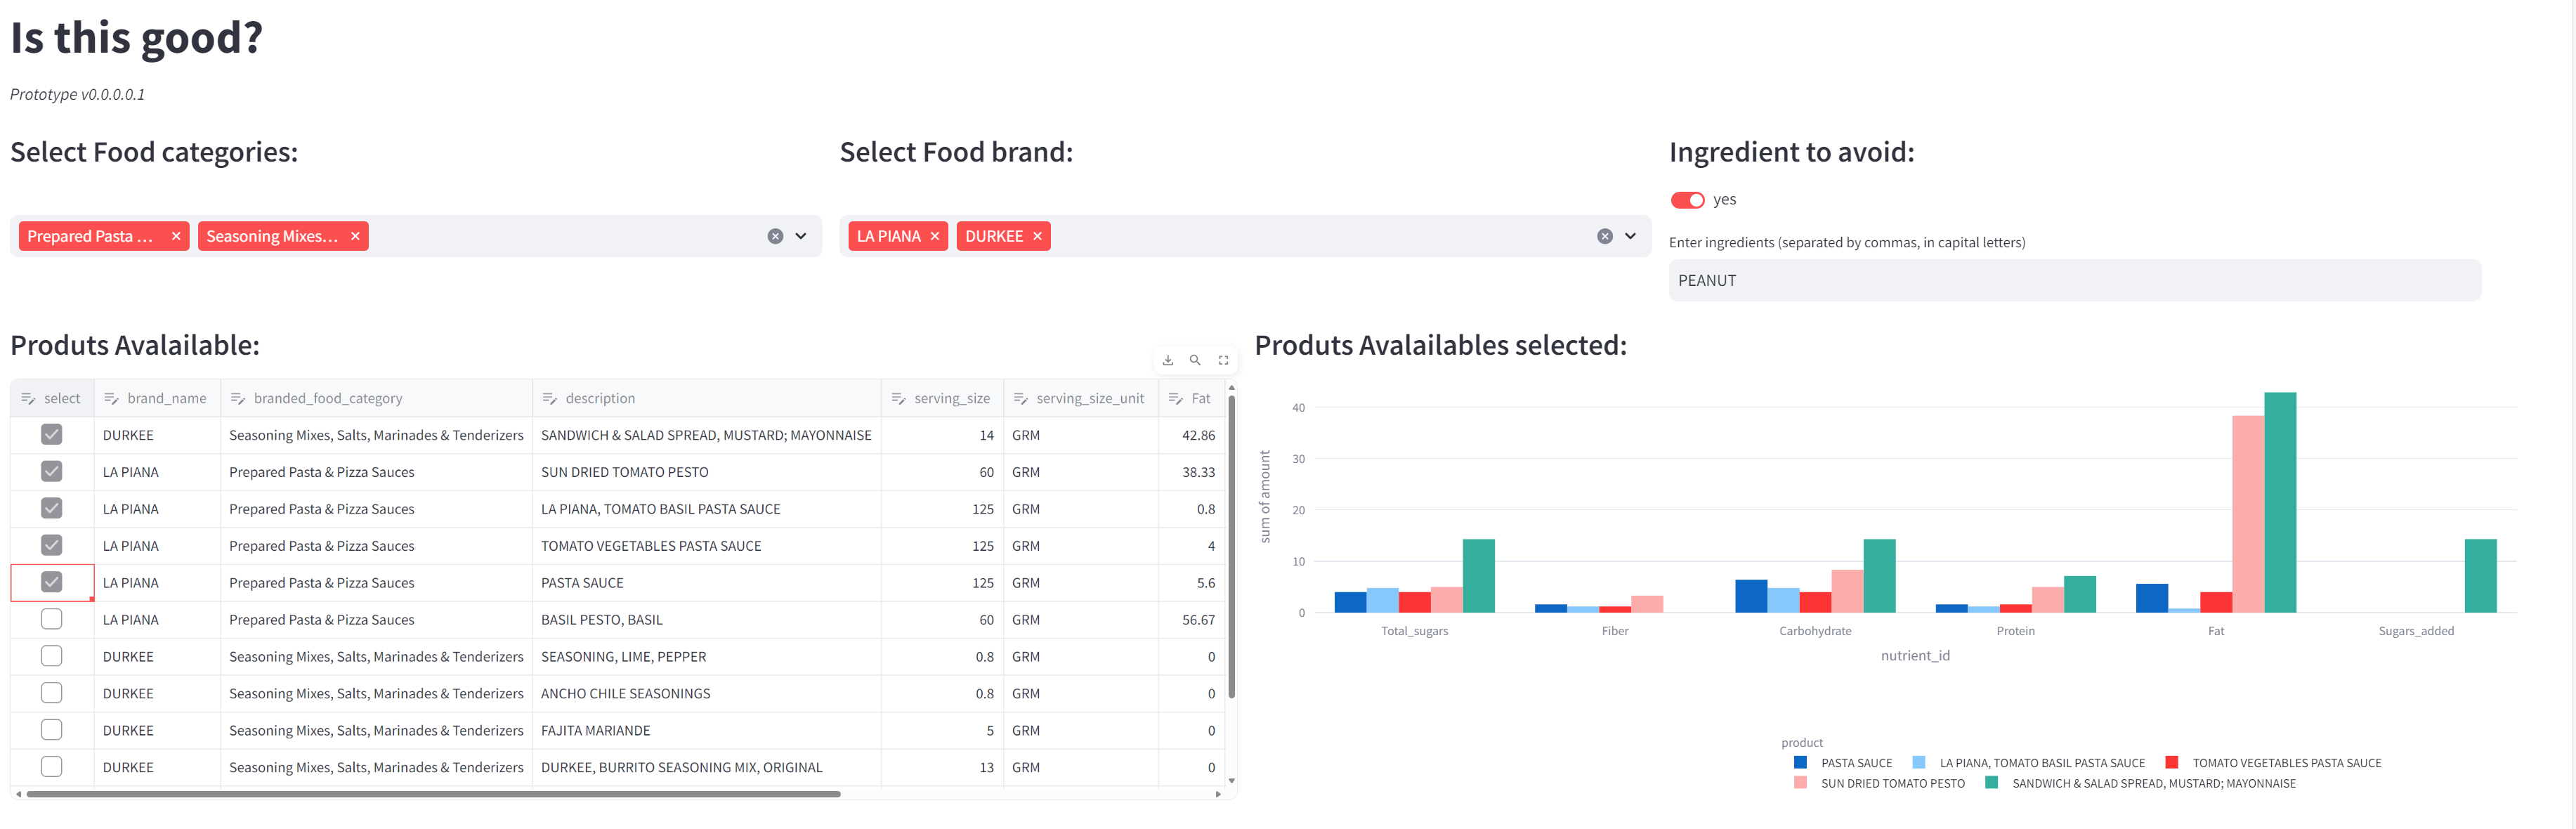 Is this good?
Prototype v0.0.0.0.1
Select Food categories:
Prepared Pasta ...
Seasoning Mixes...
Select Food brand:
LA PIANA
DURKEE
Ingredient to avoid:
yes
Enter ingredients (separated by commas, in capital letters)
PEANUT
Produts Avalailable:
select brand_name branded_food_category description serving_size serving_size_unit Fat
DURKEE Seasoning Mixes, Salts, Marinades & Tenderizers SANDWICH & SALAD SPREAD, MUSTARD; MAYONNAISE 14 GRM 42.86
LA PIANA Prepared Pasta & Pizza Sauces SUN DRIED TOMATO PESTO 60 GRM 38.33
LA PIANA Prepared Pasta & Pizza Sauces LA PIANA, TOMATO BASIL PASTA SAUCE 125 GRM 0.8
LA PIANA Prepared Pasta & Pizza Sauces TOMATO VEGETABLES PASTA SAUCE 125 GRM 4
LA PIANA Prepared Pasta & Pizza Sauces PASTA SAUCE 125 GRM 5.6
LA PIANA Prepared Pasta & Pizza Sauces BASIL PESTO, BASIL 60 GRM 56.67
DURKEE Seasoning Mixes, Salts, Marinades & Tenderizers SEASONING, LIME, PEPPER 0.8 GRM 0
DURKEE Seasoning Mixes, Salts, Marinades & Tenderizers ANCHO CHILE SEASONINGS 0.8 GRM 0
DURKEE Seasoning Mixes, Salts, Marinades & Tenderizers FAJITA MARIANDE 5 GRM 0
DURKEE Seasoning Mixes, Salts, Marinades & Tenderizers DURKEE, BURRITO SEASONING MIX, ORIGINAL 13 GRM 0
Produts Avalailables selected:
sum of amount
40
30
20
10
0
Total_sugars Fiber Carbohydrate Protein Fat Sugars_added
nutrient_id
product
PASTA SAUCE LA PIANA, TOMATO BASIL PASTA SAUCE TOMATO VEGETABLES PASTA SAUCE
SUN DRIED TOMATO PESTO SANDWICH & SALAD SPREAD, MUSTARD; MAYONNAISE